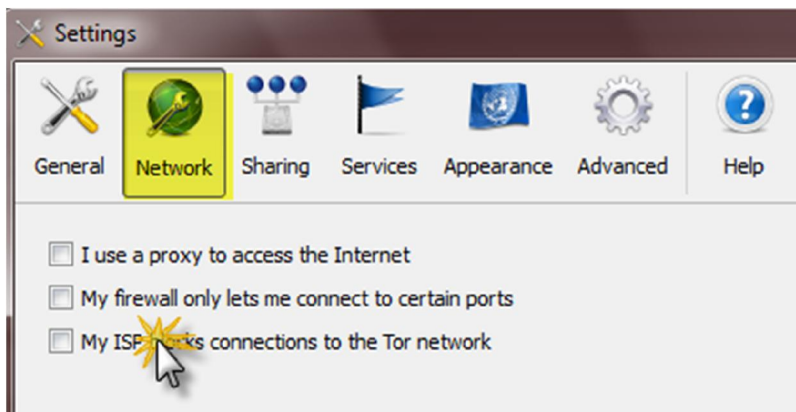 Settings
General Network Sharing Services Appearance Advanced Help
I use a proxy to access the Internet
My firewall only lets me connect to certain ports
My ISP blocks connections to the Tor network